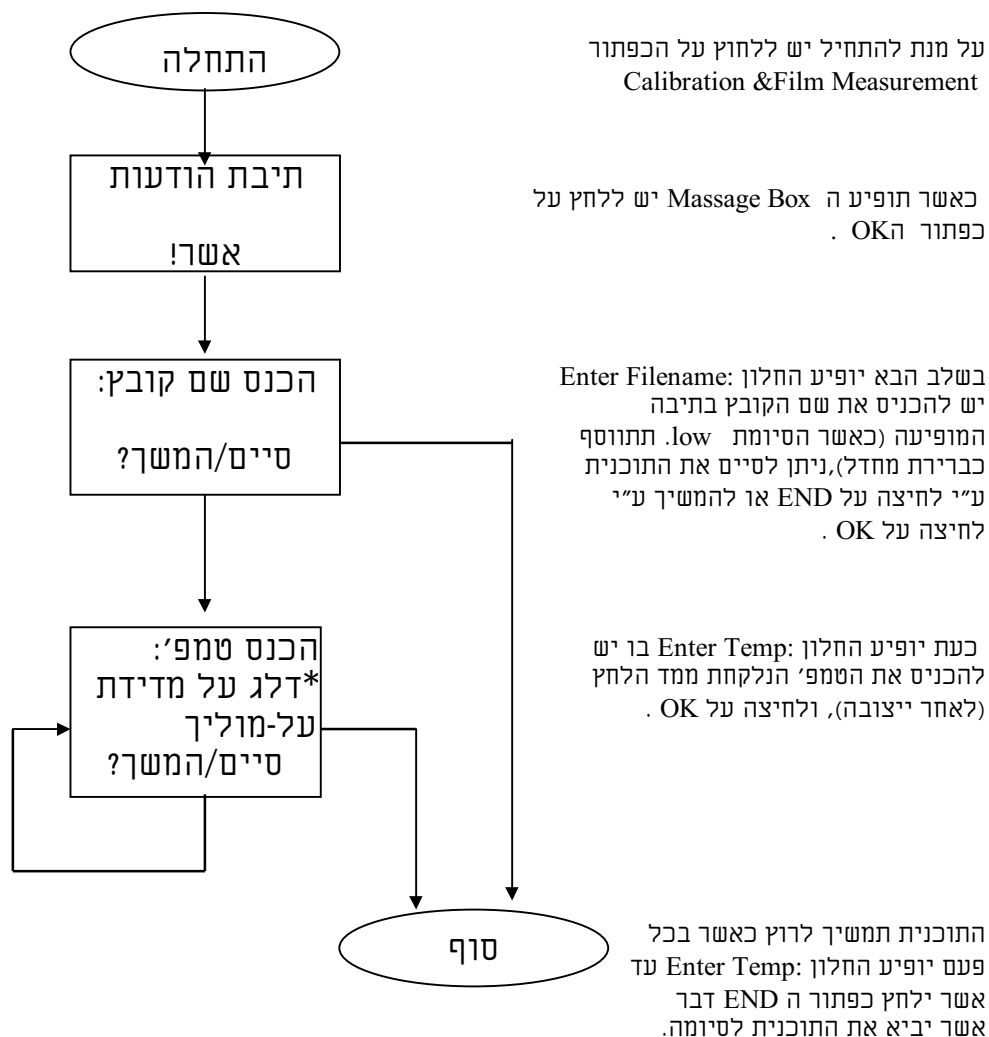 התחלה
על מנת להתחיל יש ללחוץ על הכפתור
Calibration &Film Measurement
תיבת הודעות
אשר!
כאשר תופיע ה Massage Box יש ללחץ על
כפתור הOK .
הכנס שם קובץ:
סיים/המשך?
בשלב הבא יופיע החלון Enter Filename:
יש להכניס את שם הקובץ בתיבה
המופיעה (כאשר הסיומת low. תתווסף
כברירת מחדל),ניתן לסיים את התוכנית
ע״י לחיצה על END או להמשיך ע״י
לחיצה על OK .
הכנס טמפ׳:
*דלג על מדידת
על-מוליך
סיים/המשך?
כעת יופיע החלון Enter Temp: בו יש
להכניס את הטמפ׳ הנלקחת ממד הלחץ
(לאחר ייצובה), ולחיצה על OK .
סוף
התוכנית תמשיך לרוץ כאשר בכל
פעם יופיע החלון Enter Temp: עד
אשר ילחץ כפתור ה END דבר
אשר יביא את התוכנית לסיומה.